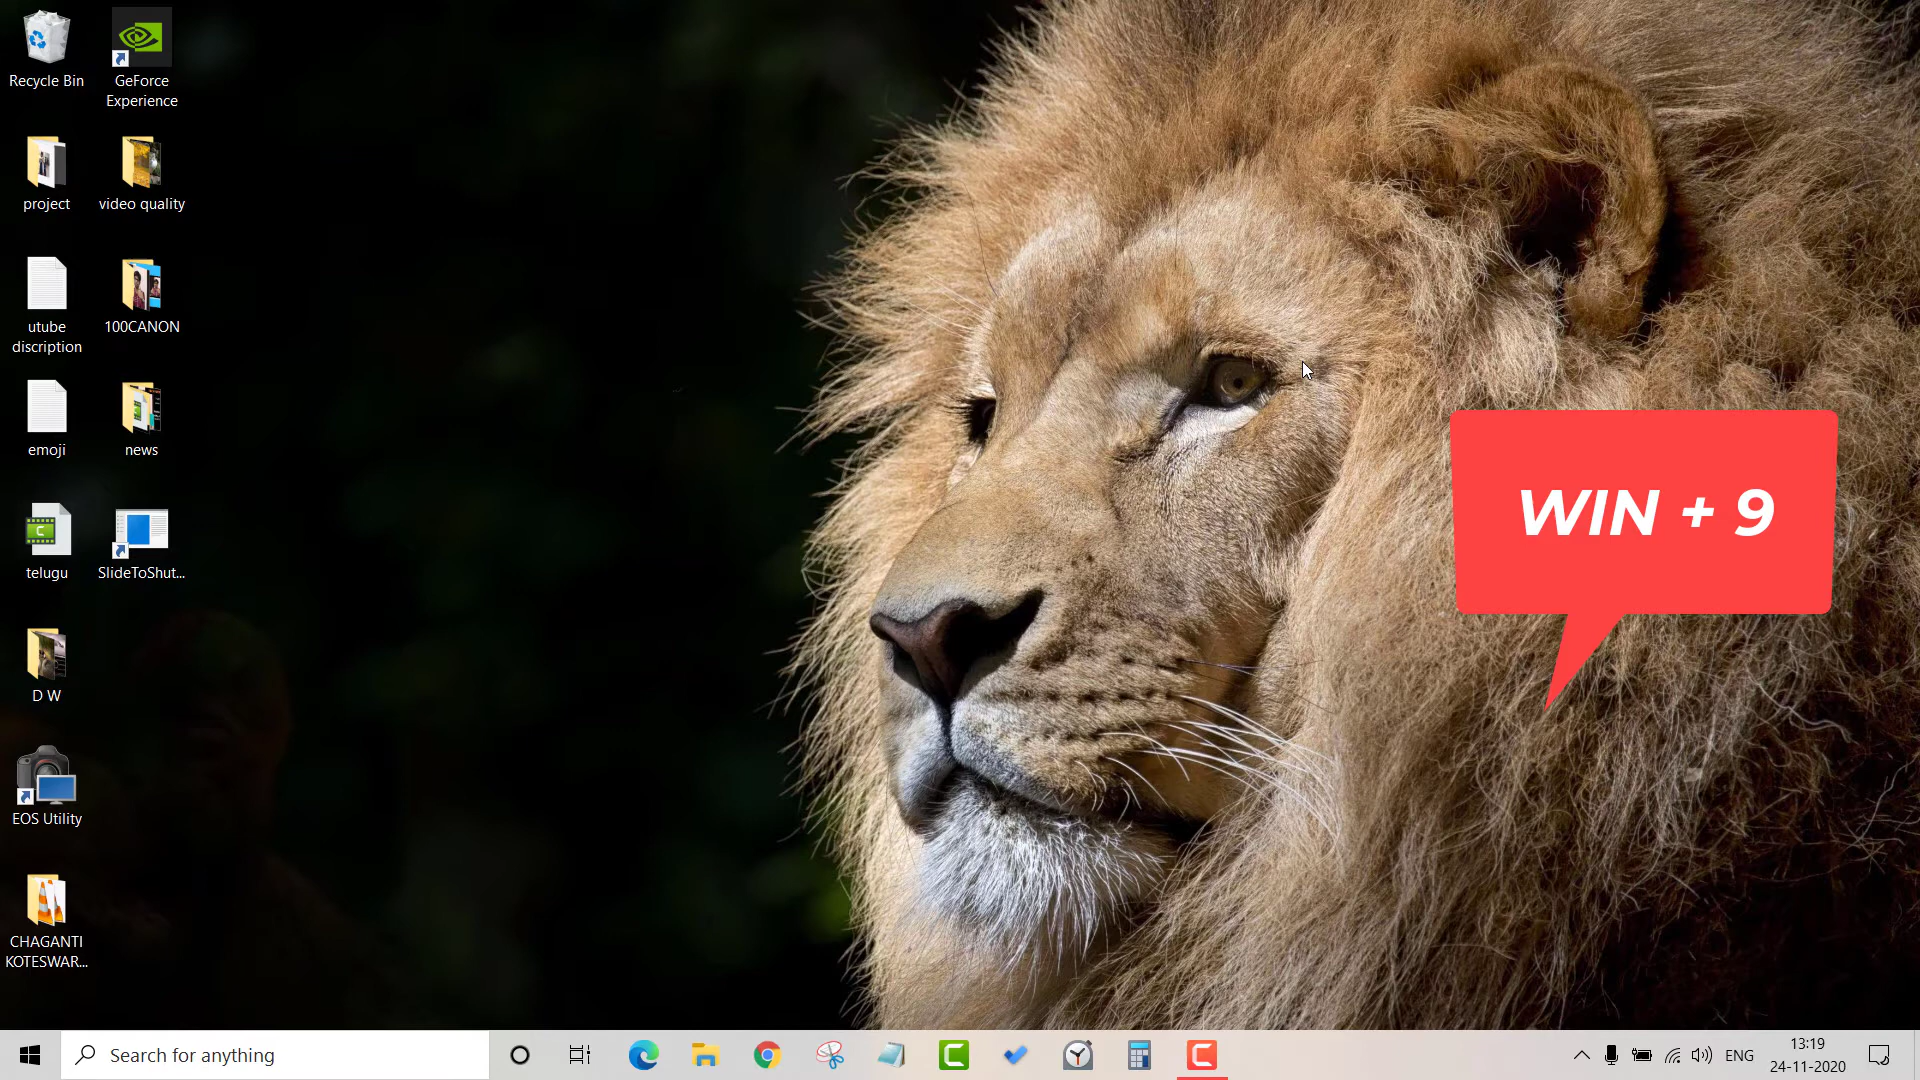 Recycle Bin
GeForce
Experience
project
video quality
utube
discription
100CANON
emoji
news
telugu
SlideToShut...
D W
EOS Utility
CHAGANTI
KOTESWAR...
WIN + 9
Search for anything
ENG
13:19
24-11-2020